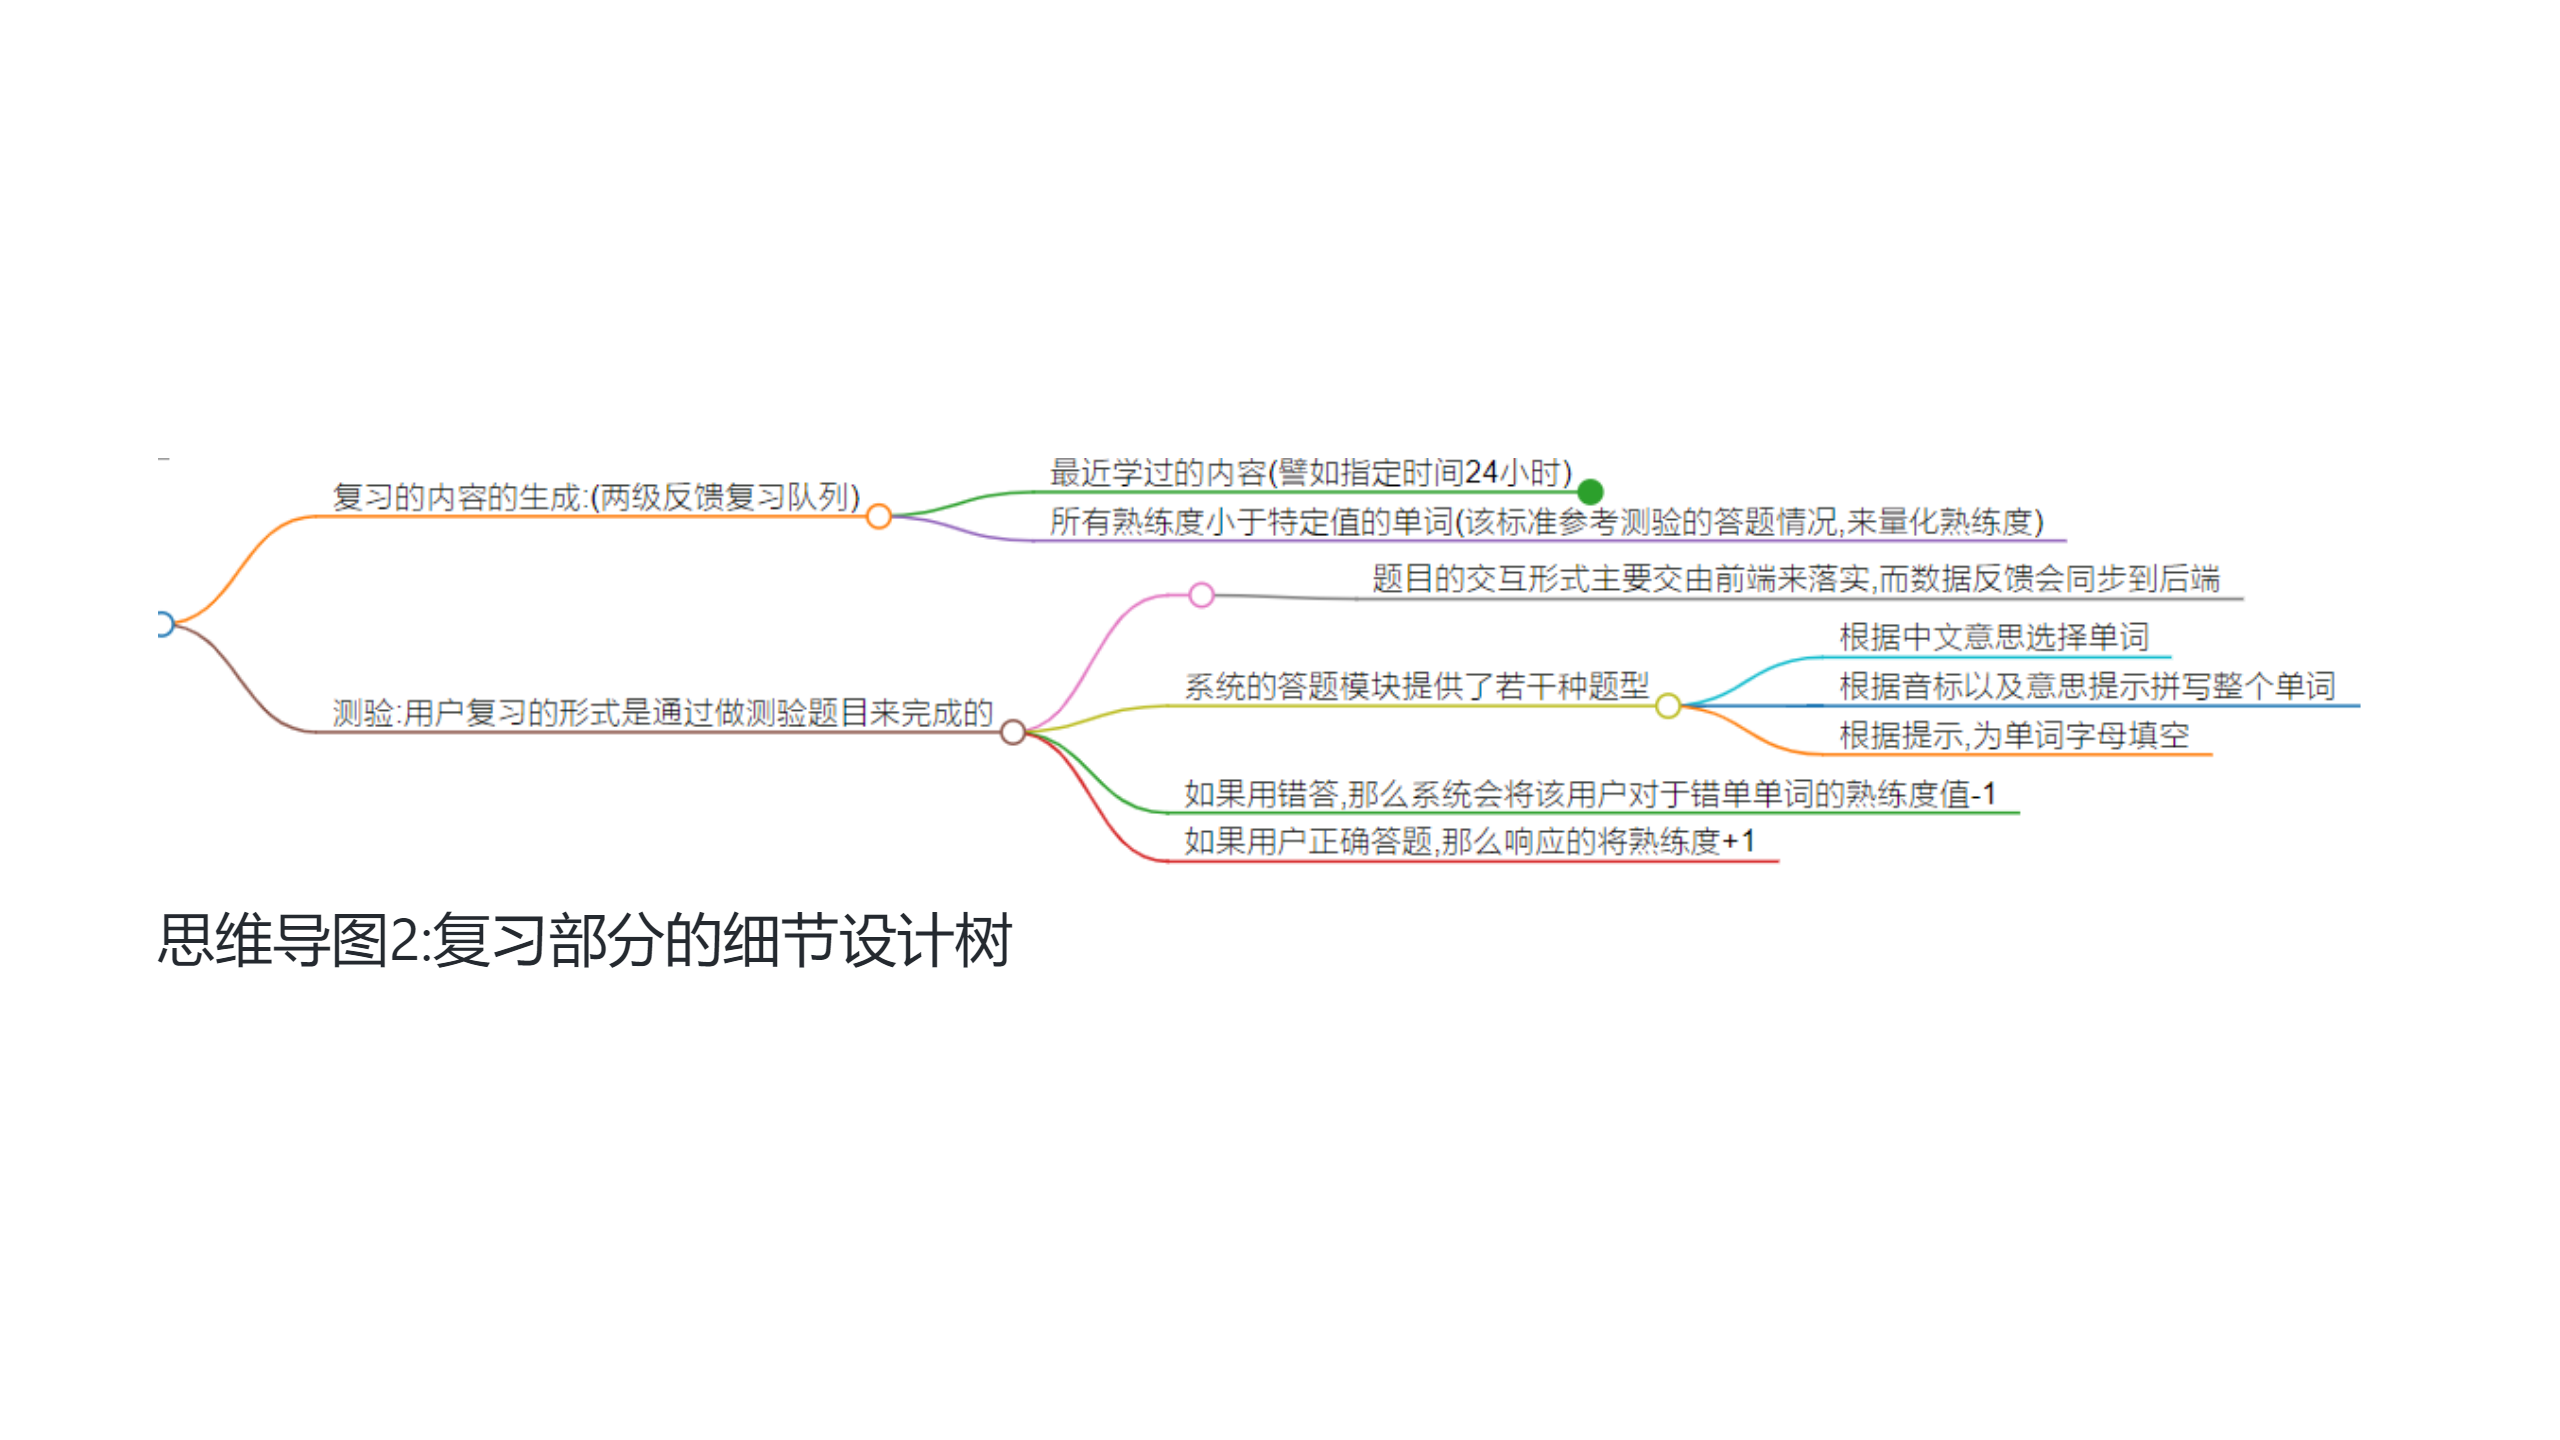 复习的内容的生成:(两级反馈复习队列)
最近学过的内容(譬如指定时间24小时)
所有熟练度小于特定值的单词(该标准参考测验的答题情况,来量化熟练度)
测验:用户复习的形式是通过做测验题目来完成的
题目的交互形式主要交由前端来落实,而数据反馈会同步到后端
系统的答题模块提供了若干种题型
根据中文意思选择单词
根据音标以及意思提示拼写整个单词
根据提示,为单词字母填空
如果用错答,那么系统会将该用户对于错单单词的熟练度值-1
如果用户正确答题,那么响应的将熟练度+1
思维导图2:复习部分的细节设计树